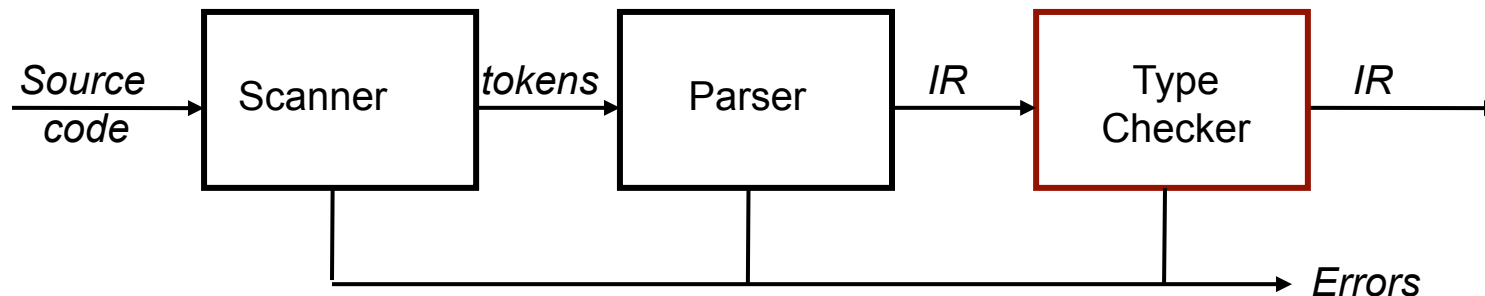 Source
code
Scanner
tokens
Parser
IR
Type
Checker
IR
Errors